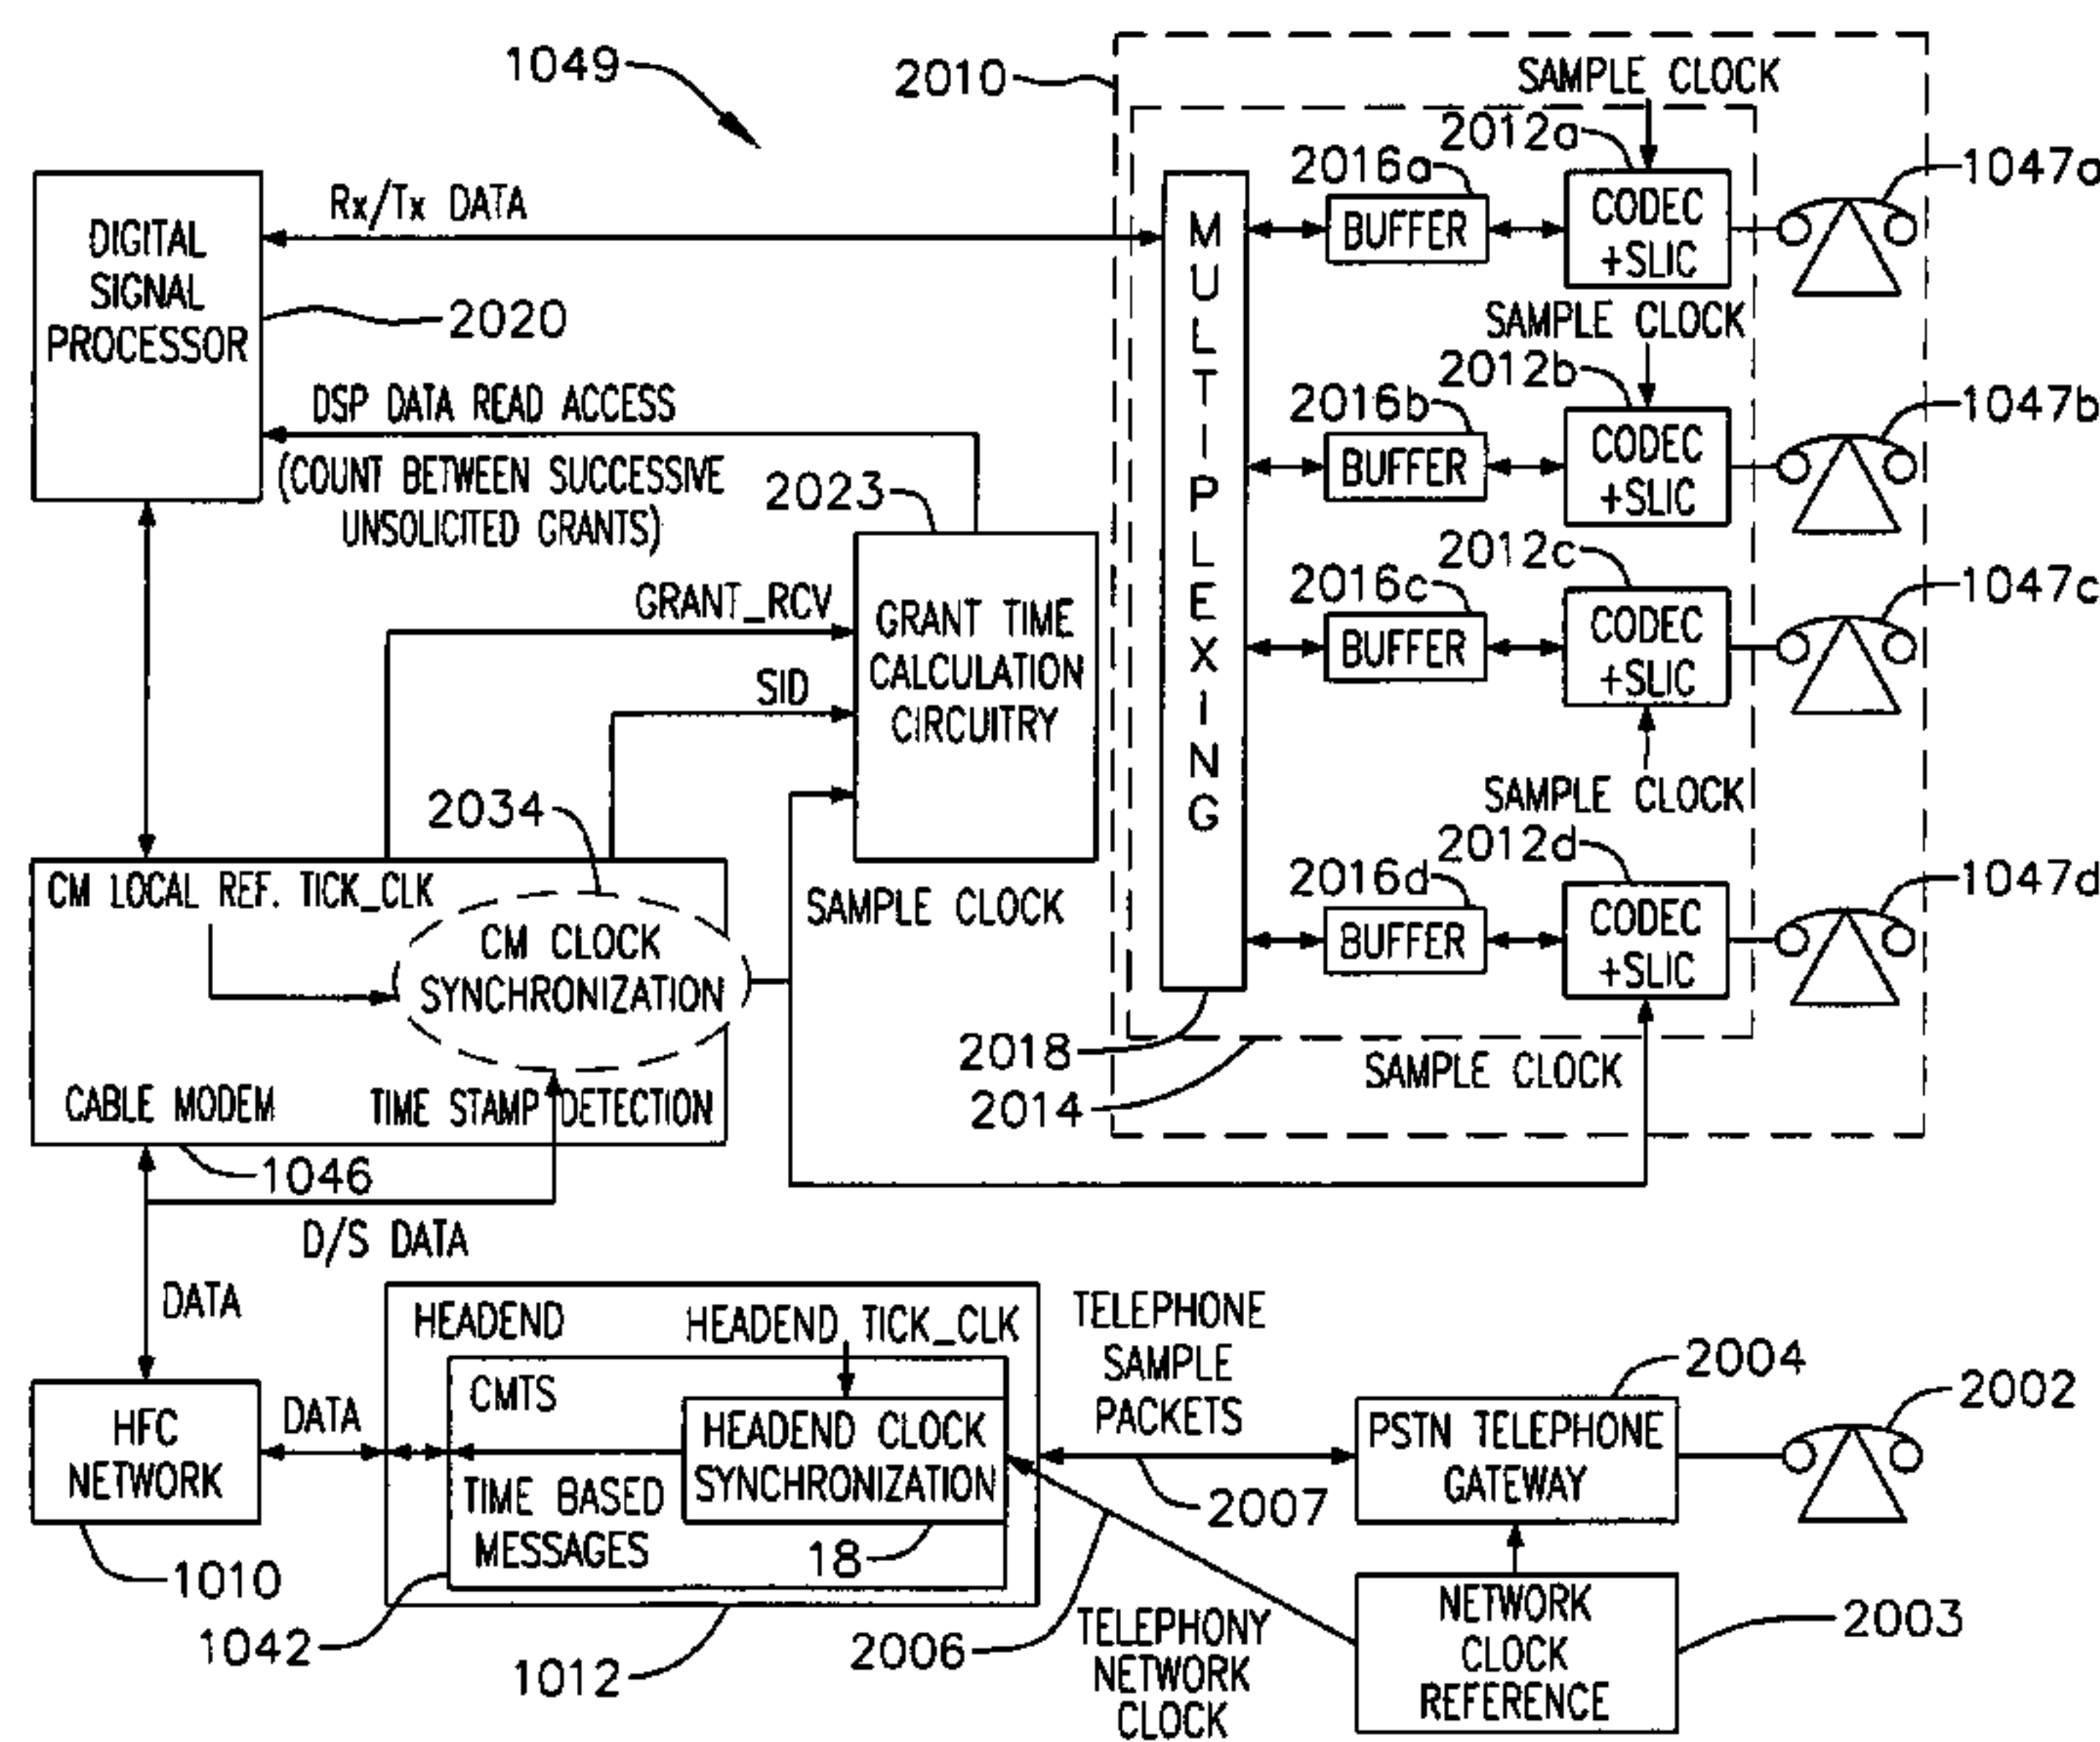 1049
2010
SAMPLE CLOCK
2012a
2016a
1047a
Rx/Tx DATA
DIGITAL
SIGNAL
PROCESSOR
2020
MULTIPLEXING
BUFFER
CODEC
+SLIC
SAMPLE CLOCK
2012b
2016b
1047b
DSP DATA READ ACCESS
(COUNT BETWEEN SUCCESSIVE
UNSOLICITED GRANTS)
BUFFER
CODEC
+SLIC
2023
2012c
2016c
1047c
GRANT_RCV
SID
GRANT TIME
CALCULATION
CIRCUITRY
BUFFER
CODEC
+SLIC
SAMPLE CLOCK
2034
2012d
2016d
1047d
CM LOCAL REF. TICK_CLK
CM CLOCK
SYNCHRONIZATION
SAMPLE CLOCK
BUFFER
CODEC
+SLIC
2018
2014
SAMPLE CLOCK
CABLE MODEM
TIME STAMP DETECTION
1046
D/S DATA
DATA
HEADEND
HEADEND TICK_CLK
TELEPHONE
SAMPLE
PACKETS
2004
2002
HFC
NETWORK
DATA
CMTS
HEADEND CLOCK
SYNCHRONIZATION
TIME BASED
MESSAGES
18
2007
PSTN TELEPHONE
GATEWAY
1010
1042
1012
2006
TELEPHONY
NETWORK
CLOCK
NETWORK
CLOCK
REFERENCE
2003